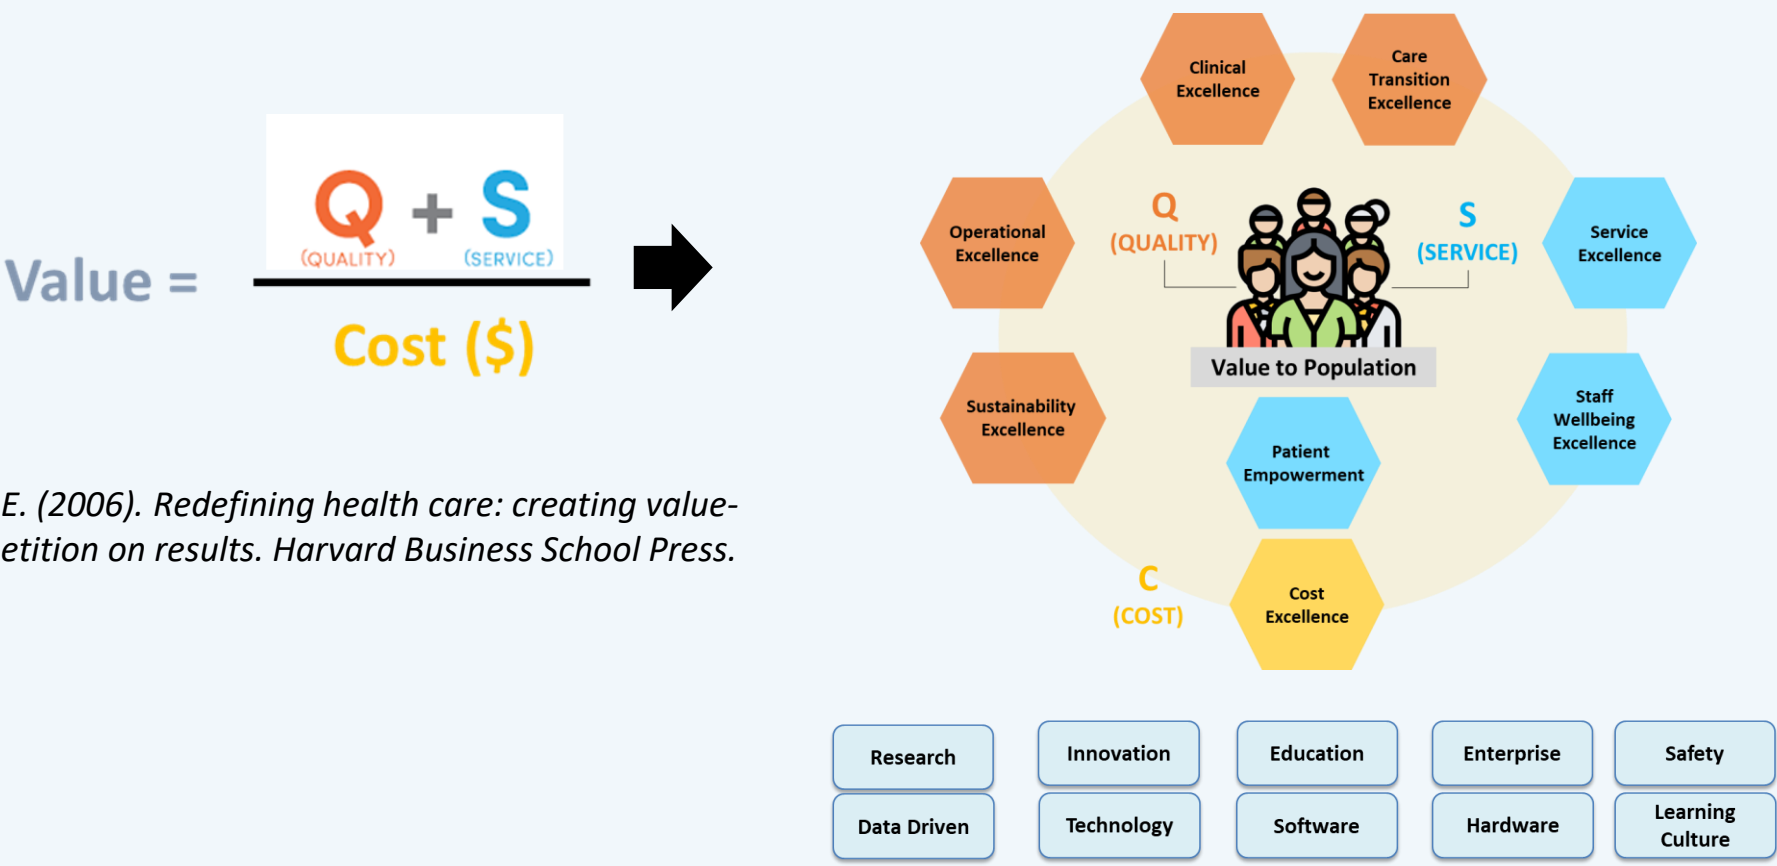 Value =
Q + S
(QUALITY) (SERVICE)
Cost ($)
E. (2006). Redefining health care: creating value-
etition on results. Harvard Business School Press.
Clinical
Excellence
Care
Transition
Excellence
Operational
Excellence
Q
(QUALITY)
S
(SERVICE)
Service
Excellence
Value to Population
Sustainability
Excellence
Staff
Wellbeing
Excellence
Patient
Empowerment
C
(COST)
Cost
Excellence
Research
Innovation
Education
Enterprise
Safety
Data Driven
Technology
Software
Hardware
Learning
Culture